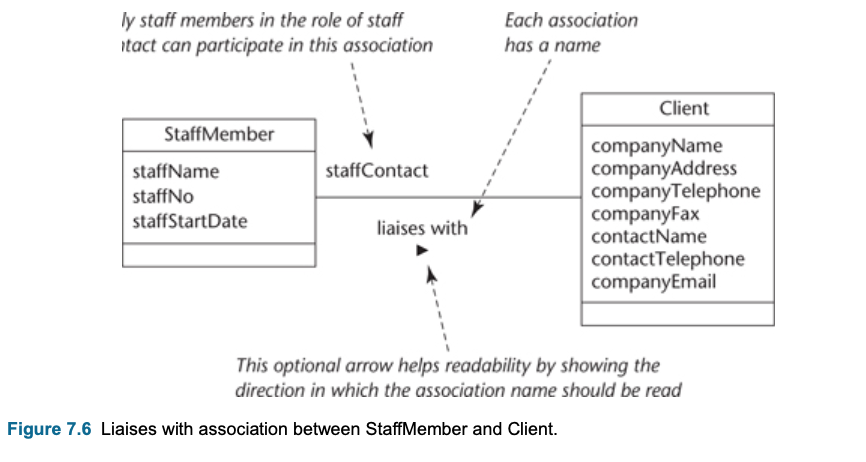 ly staff members in the role of staff
ntact can participate in this association
Each association
has a name
StaffMember
staffName
staffNo
staffStartDate
staffContact
liaises with
Client
companyName
companyAddress
companyTelephone
companyFax
contactName
contactTelephone
companyEmail
This optional arrow helps readability by showing the
direction in which the association name should be read
Figure 7.6 Liaises with association between StaffMember and Client.